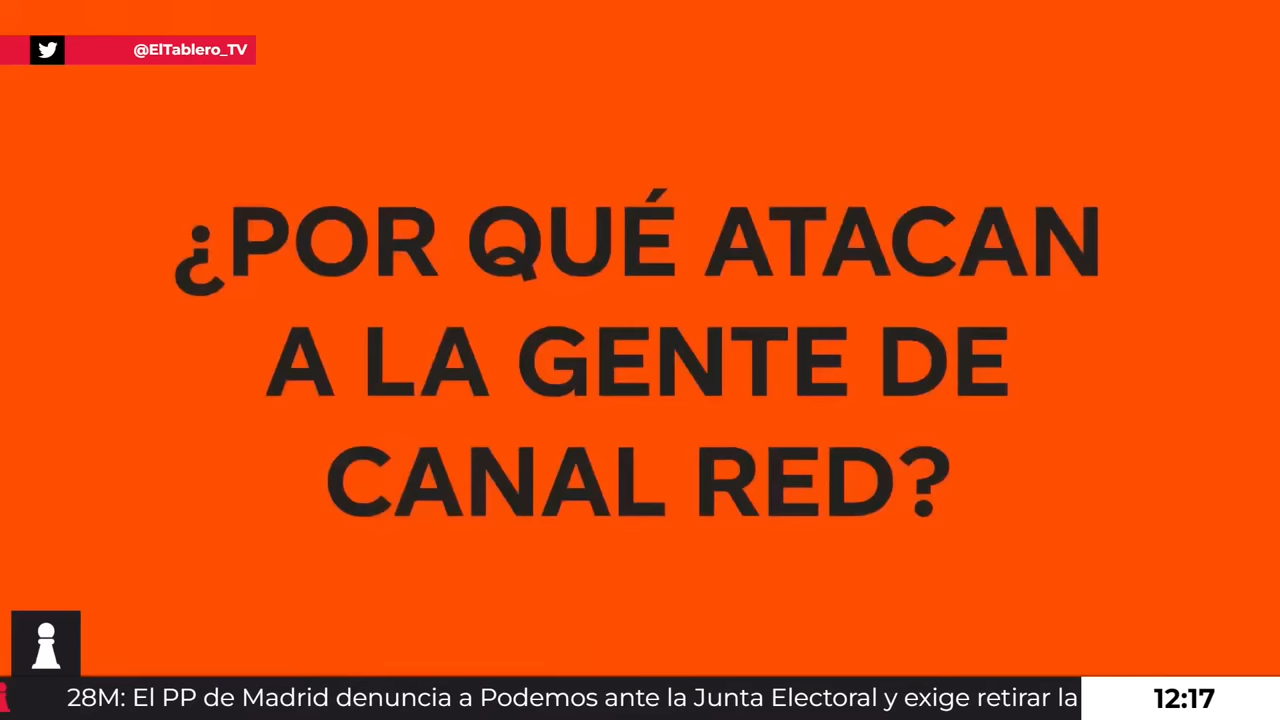 @ElTablero_TV
¿POR QUÉ ATACAN
A LA GENTE DE
CANAL RED?
28M: El PP de Madrid denuncia a Podemos ante la Junta Electoral y exige retirar la
12:17